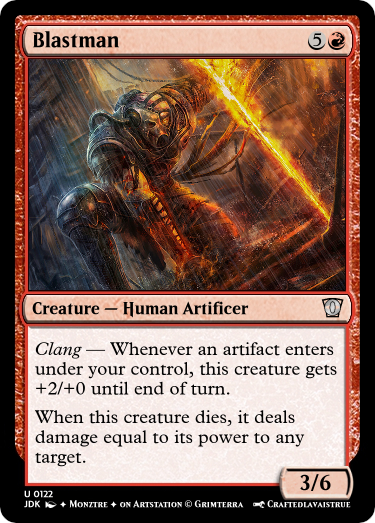 Blastman 5
Creature — Human Artificer
Clang — Whenever an artifact enters
under your control, this creature gets
+2/+0 until end of turn.
When this creature dies, it deals
damage equal to its power to any
target.
3/6
U 0122
JDK Monztre on Artstation © Grimterra Craftedlavaistrue